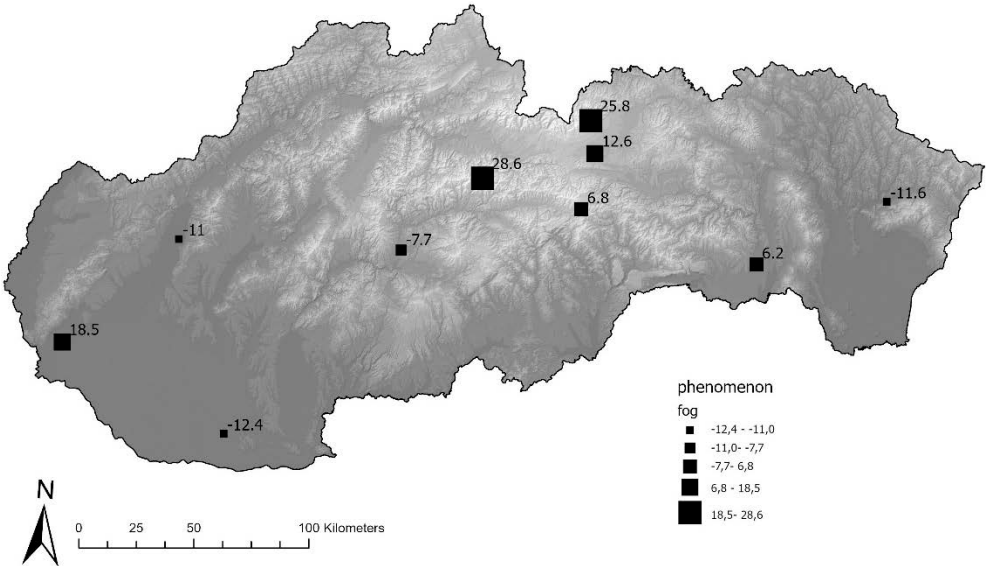 25.8
12.6
28.6
6.8
-11.6
-11
-7.7
6.2
18.5
-12.4
phenomenon
fog
-12,4 - -11,0
-11,0- -7,7
-7,7- 6,8
6,8 - 18,5
18,5- 28,6
N
0 25 50 100 Kilometers